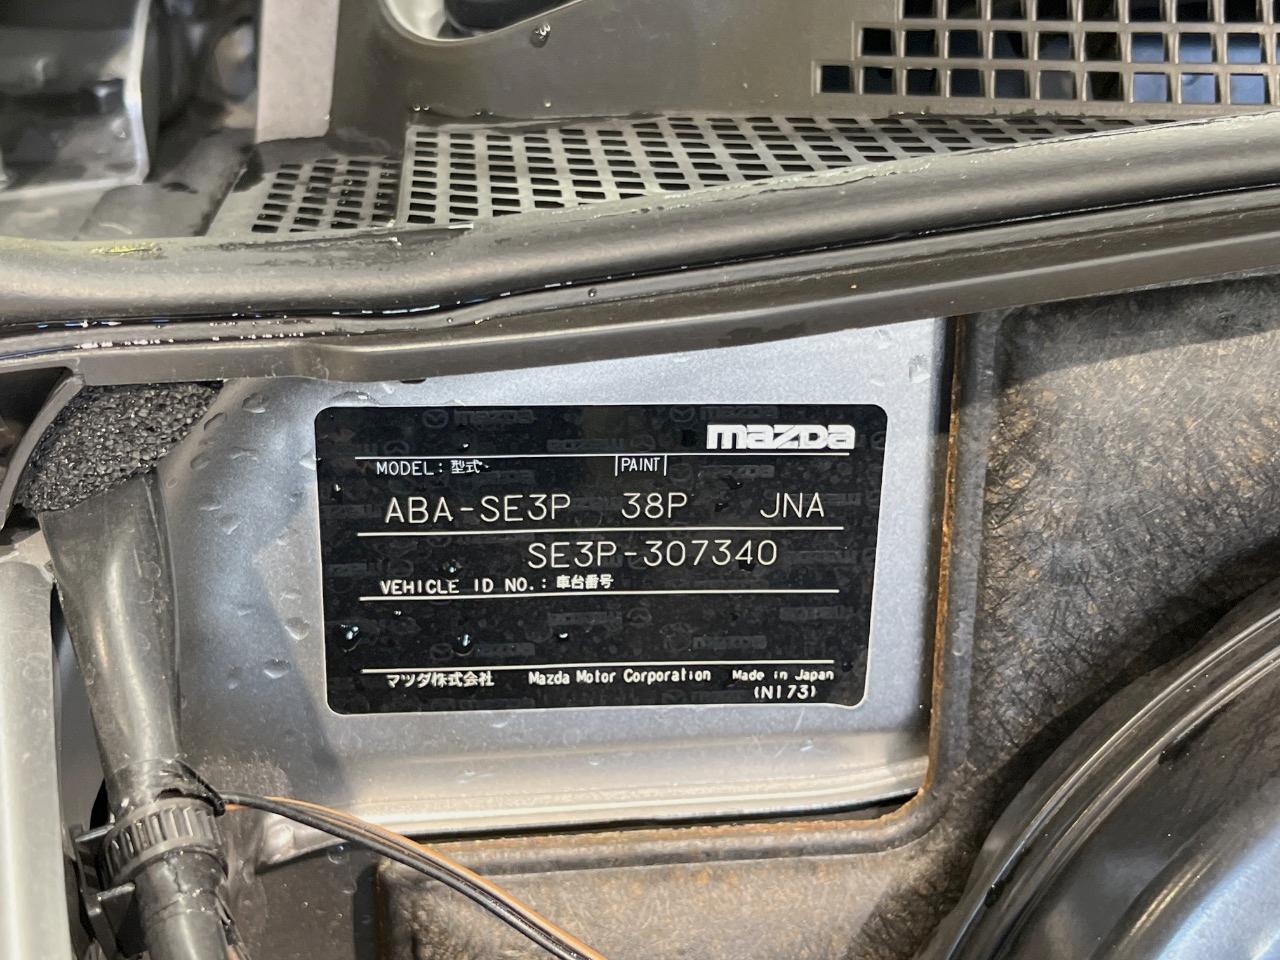 mazda
MODEL: 型式 PAINT
ABA-SE3P 38P JNA
SE3P-307340
VEHICLE ID NO.: 車台番号
マツダ株式会社 Mazda Motor Corporation Made in Japan
(N173)